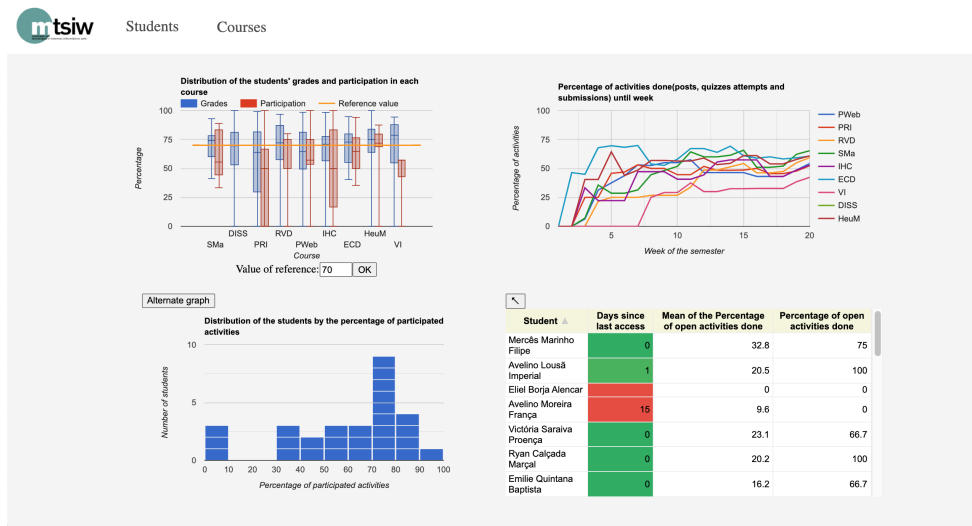 mtsiw
Students
Courses
Distribution of the students' grades and participation in each
course
Grades
Participation
Reference value
100
75
50
25
0
Percentage
DISS
RVD
IHC
HeuM
SMa
PRI
PWeb
ECD
VI
Course
Value of reference: 70 OK
Percentage of activities done(posts, quizzes attempts and
submissions) until week
100
75
50
25
0
Percentage of activities
5
10
15
20
Week of the semester
PWeb
PRI
RVD
SMa
IHC
ECD
VI
DISS
HeuM
Alternate graph
Distribution of the students by the percentage of participated
activities
10
5
0
Number of students
0 10 20 30 40 50 60 70 80 90 100
Percentage of participated activities
Student
Days since
last access
Mean of the Percentage
of open activities done
Percentage of open
activities done
Mercês Marinho
Filipe
0
32.8
75
Avelino Lousã
Imperial
1
20.5
100
Eliel Borja Alencar
0
0
Avelino Moreira
França
15
9.6
0
Victória Saraiva
Proença
0
23.1
66.7
Ryan Calçada
Marçal
0
20.2
100
Emilie Quintana
Baptista
0
16.2
66.7